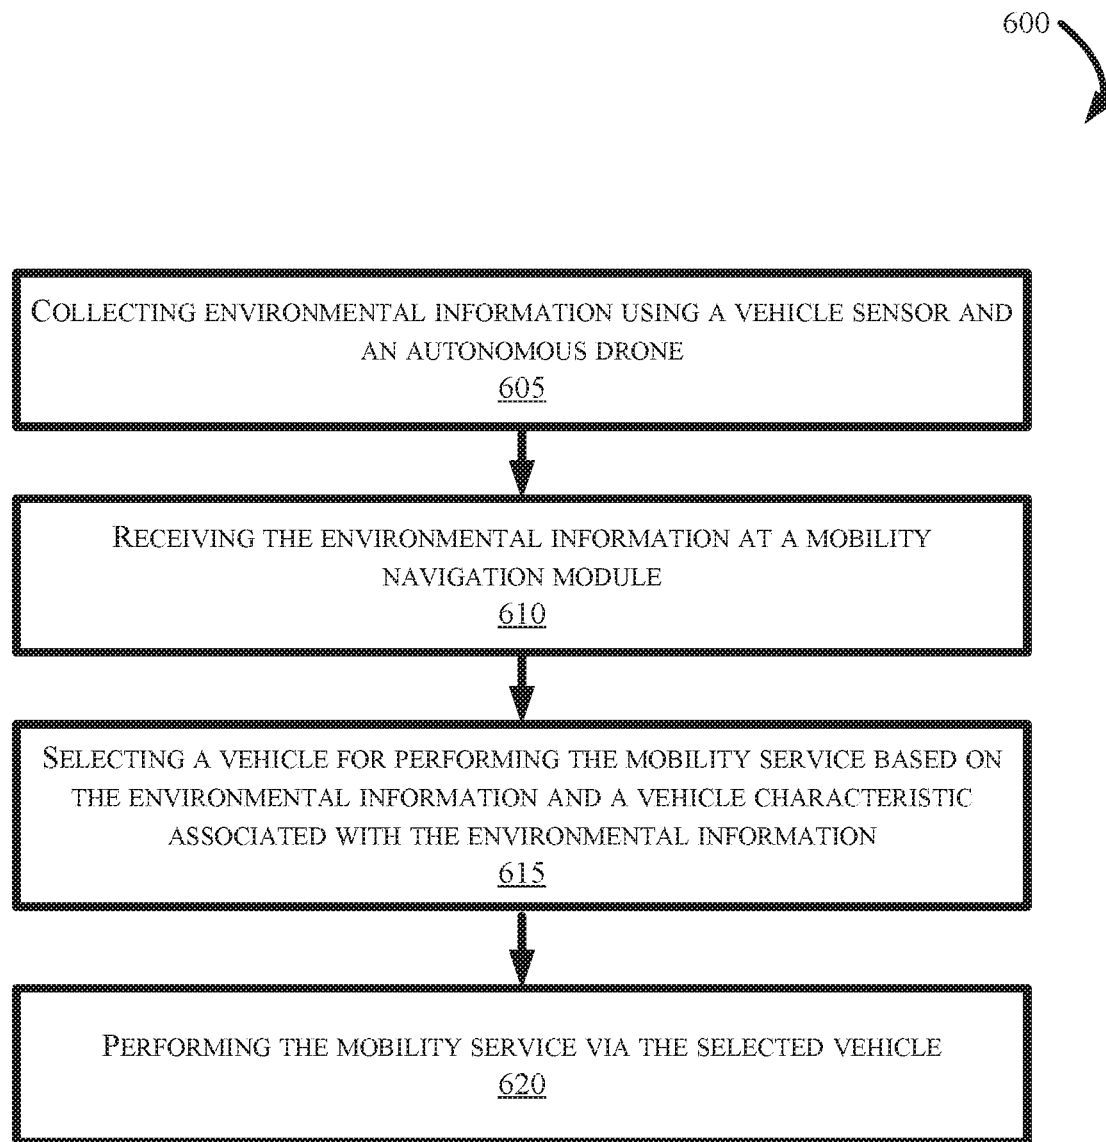 600
COLLECTING ENVIRONMENTAL INFORMATION USING A VEHICLE SENSOR AND
AN AUTONOMOUS DRONE
605
RECEIVING THE ENVIRONMENTAL INFORMATION AT A MOBILITY
NAVIGATION MODULE
610
SELECTING A VEHICLE FOR PERFORMING THE MOBILITY SERVICE BASED ON
THE ENVIRONMENTAL INFORMATION AND A VEHICLE CHARACTERISTIC
ASSOCIATED WITH THE ENVIRONMENTAL INFORMATION
615
PERFORMING THE MOBILITY SERVICE VIA THE SELECTED VEHICLE
620